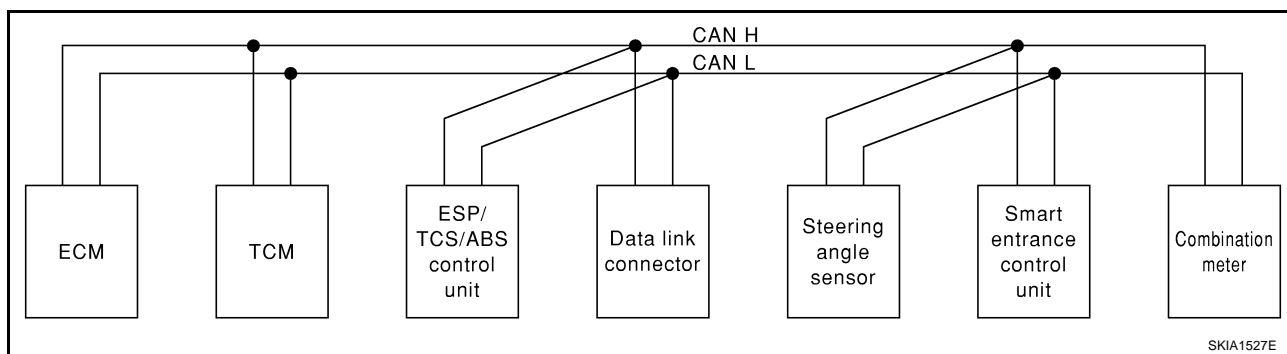 CAN H
CAN L
ECM
TCM
ESP/
TCS/ABS
control
unit
Data link
connector
Steering
angle
sensor
Smart
entrance
control
unit
Combination
meter
SKIA1527E